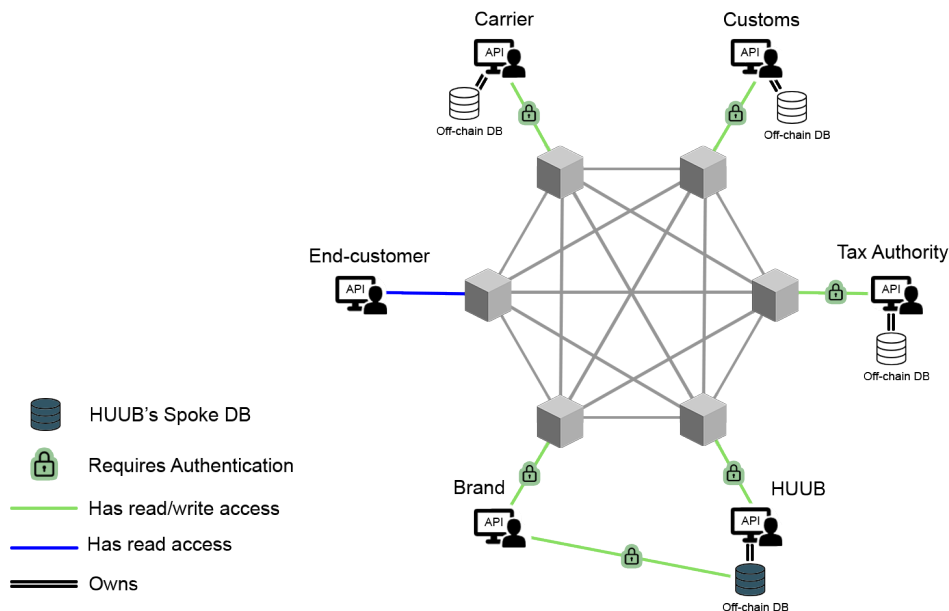 Carrier
Customs
API
API
Off-chain DB
Off-chain DB
End-customer
Tax Authority
API
API
Off-chain DB
HUUB's Spoke DB
Requires Authentication
Brand
HUUB
Has read/write access
API
API
Has read access
Owns
Off-chain DB